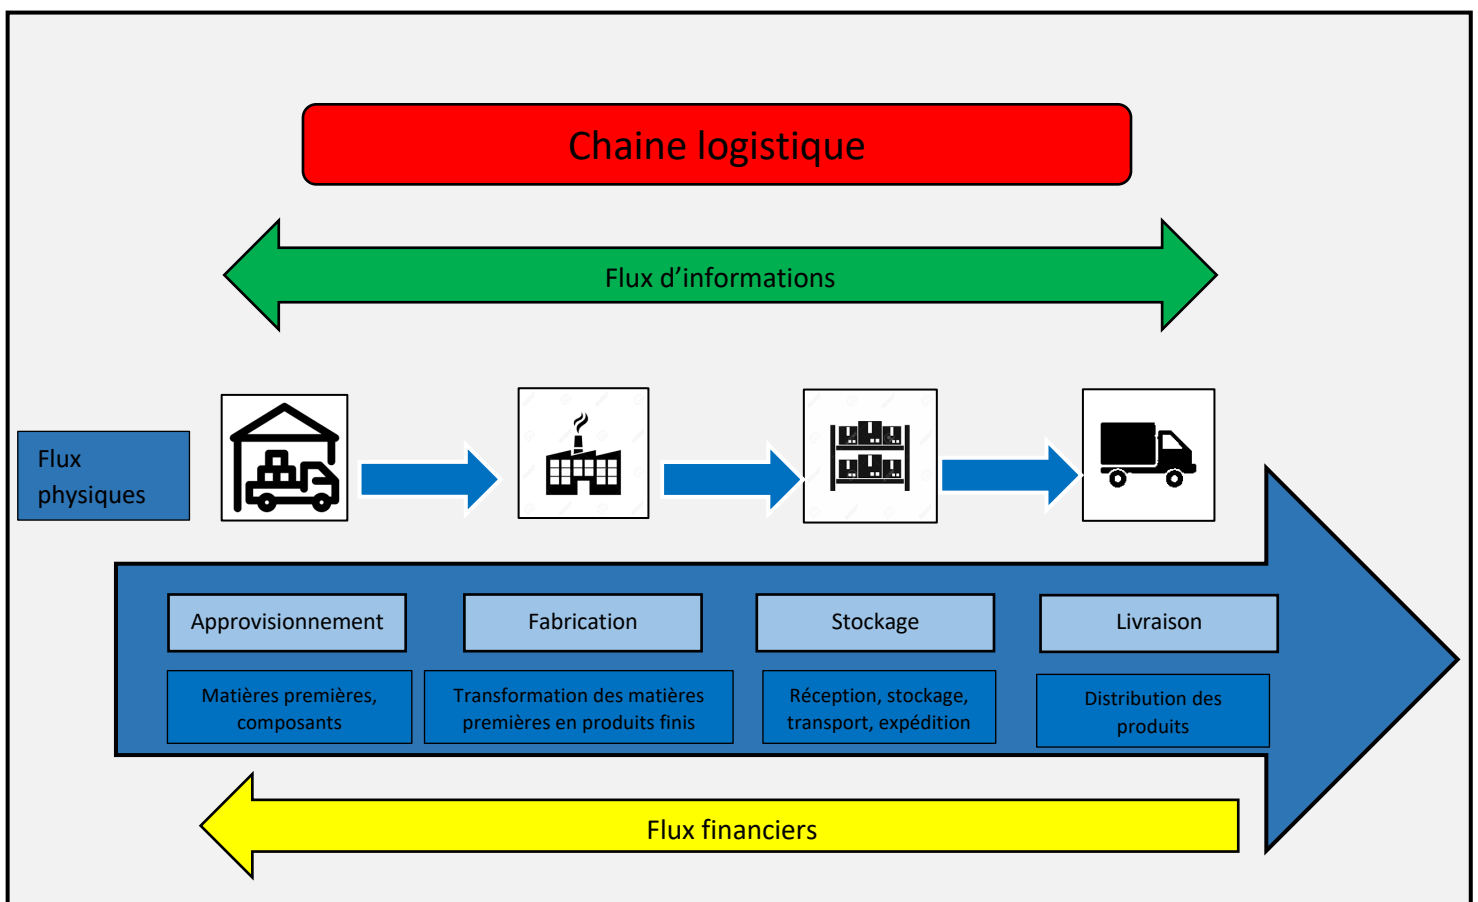 Chaine logistique
Flux d’informations
Flux
physiques
Approvisionnement
Fabrication
Stockage
Livraison
Matières premières,
composants
Transformation des matières
premières en produits finis
Réception, stockage,
transport, expédition
Distribution des
produits
Flux financiers